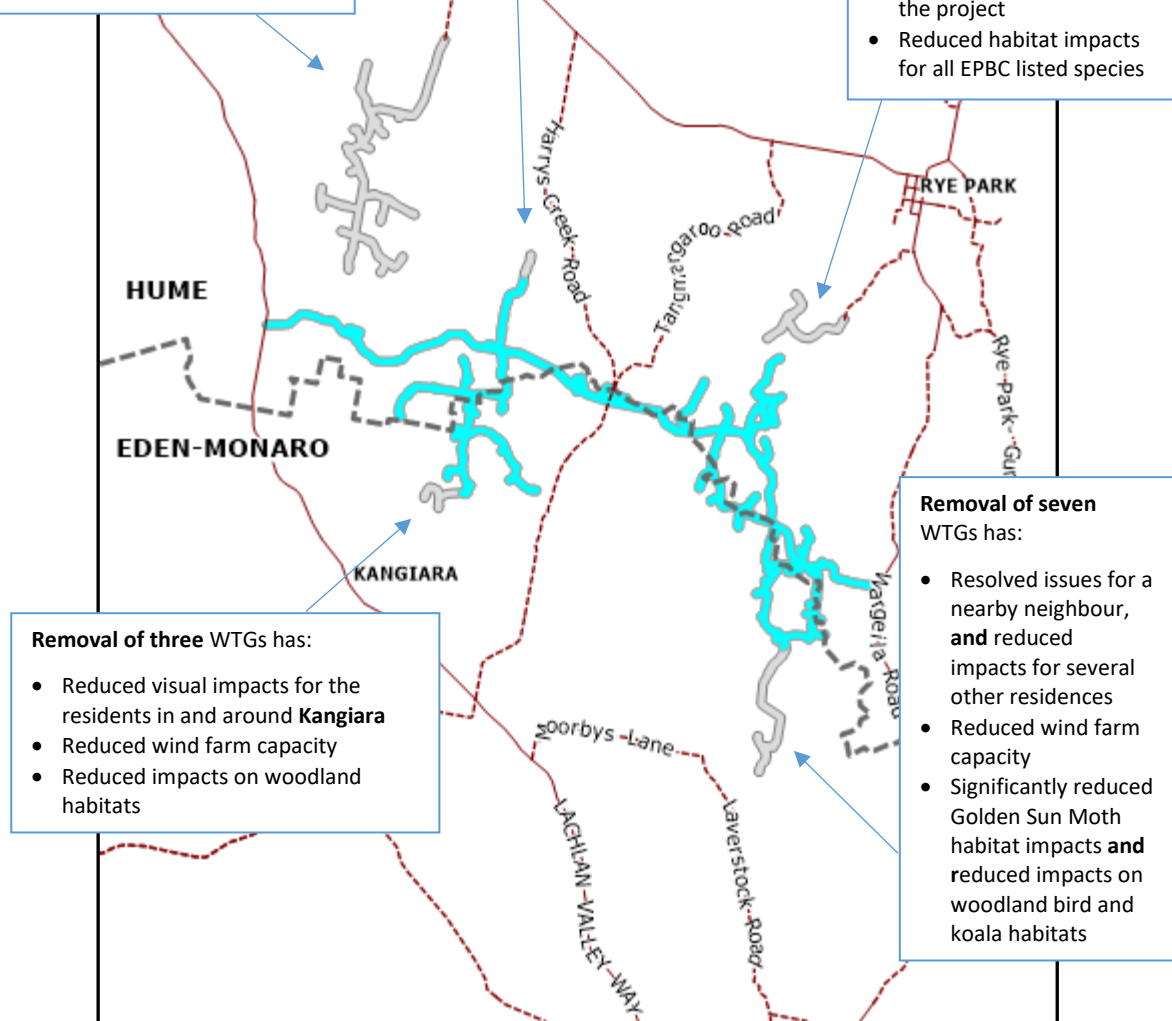 the project
• Reduced habitat impacts
for all EPBC listed species
Harrys-Creek-Road
Tangmangaroo-Road
RYE PARK
HUME
EDEN-MONARO
Rye-Park--Gun
KANGIARA
Wargeila-Road
Removal of three WTGs has:
• Reduced visual impacts for the
residents in and around Kangiara
• Reduced wind farm capacity
• Reduced impacts on woodland
habitats
Removal of seven
WTGs has:
• Resolved issues for a
nearby neighbour,
and reduced
impacts for several
other residences
• Reduced wind farm
capacity
• Significantly reduced
Golden Sun Moth
habitat impacts and
reduced impacts on
woodland bird and
koala habitats
Moorbys-Lane
LACHLAN-VALLEY-WAY
Laverstock-Road